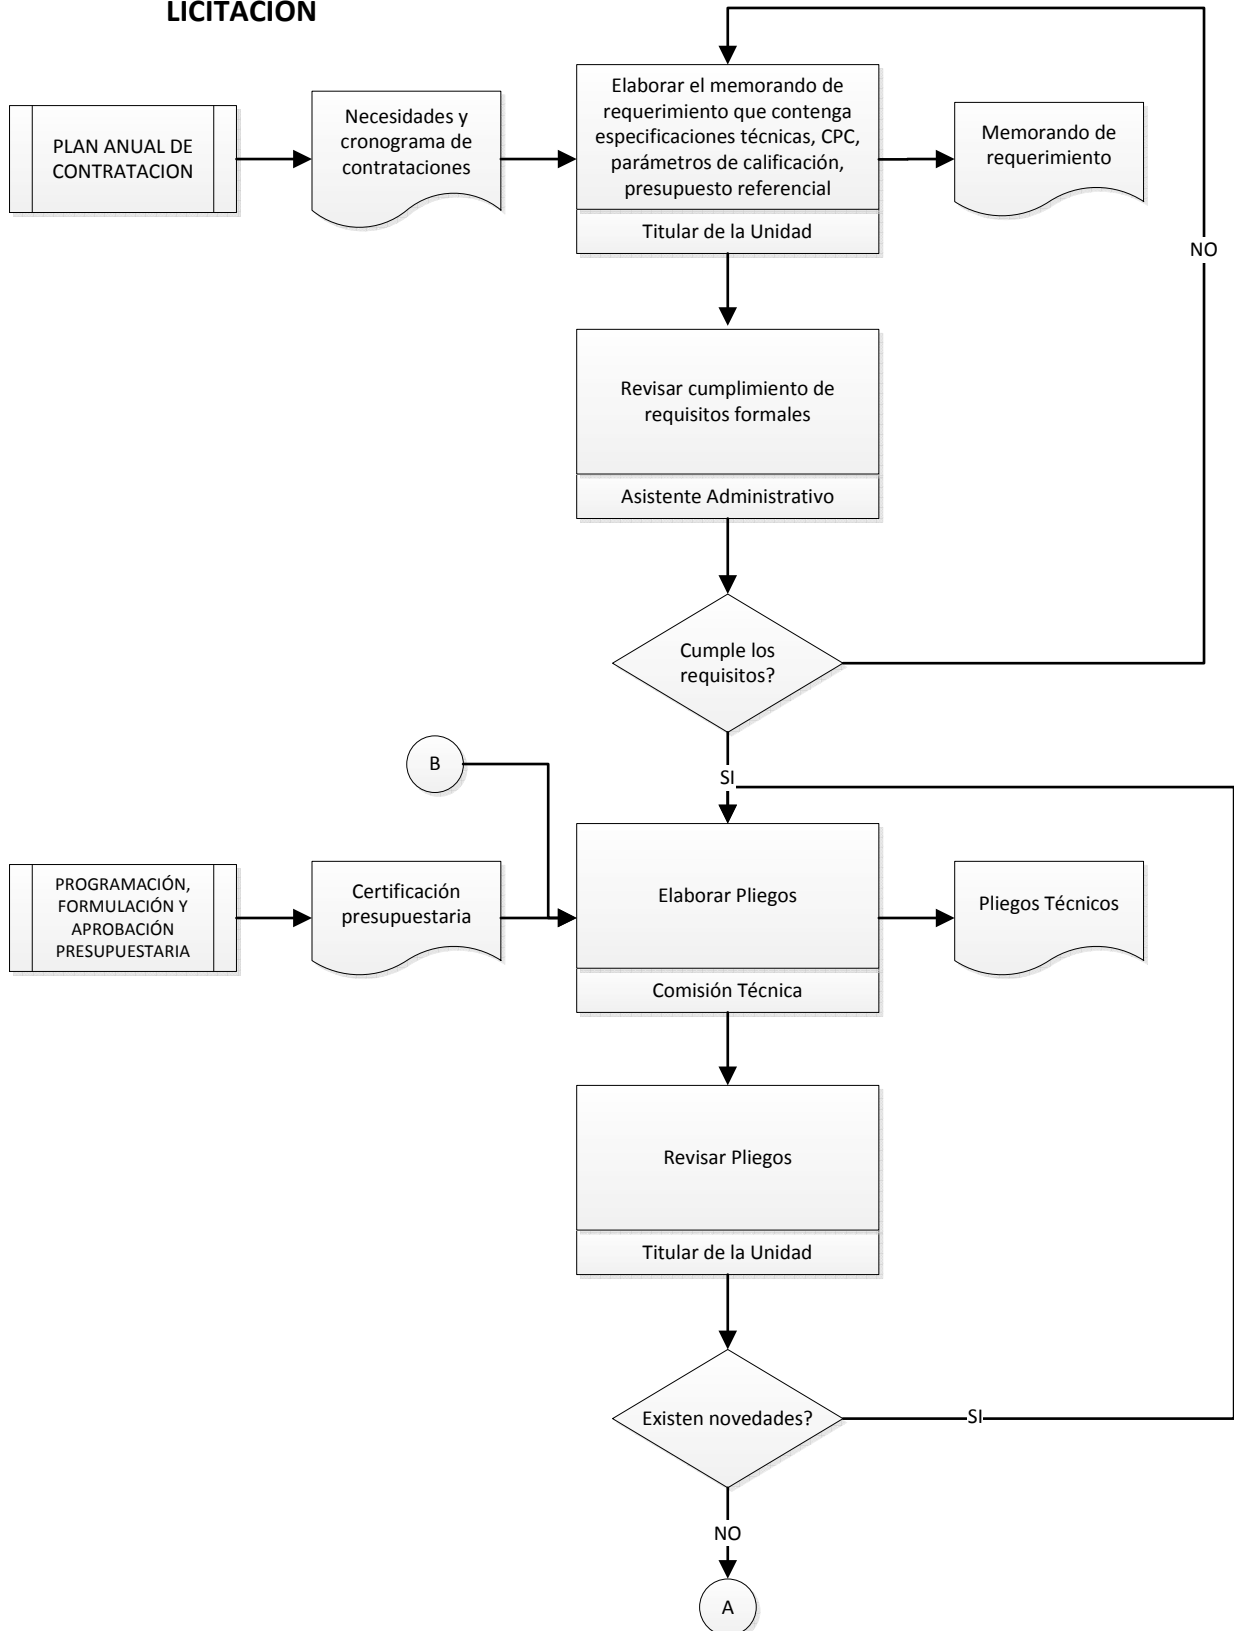 LICITACIÓN
PLAN ANUAL DE
CONTRATACION
Necesidades y
cronograma de
contrataciones
Elaborar el memorando de
requerimiento que contenga
especificaciones técnicas, CPC,
parámetros de calificación,
presupuesto referencial
Titular de la Unidad
Memorando de
requerimiento
NO
Revisar cumplimiento de
requisitos formales
Asistente Administrativo
Cumple los
requisitos?
SI
B
PROGRAMACIÓN,
FORMULACIÓN Y
APROBACIÓN
PRESUPUESTARIA
Certificación
presupuestaria
Elaborar Pliegos
Comisión Técnica
Pliegos Técnicos
Revisar Pliegos
Titular de la Unidad
Existen novedades?
SI
NO
A